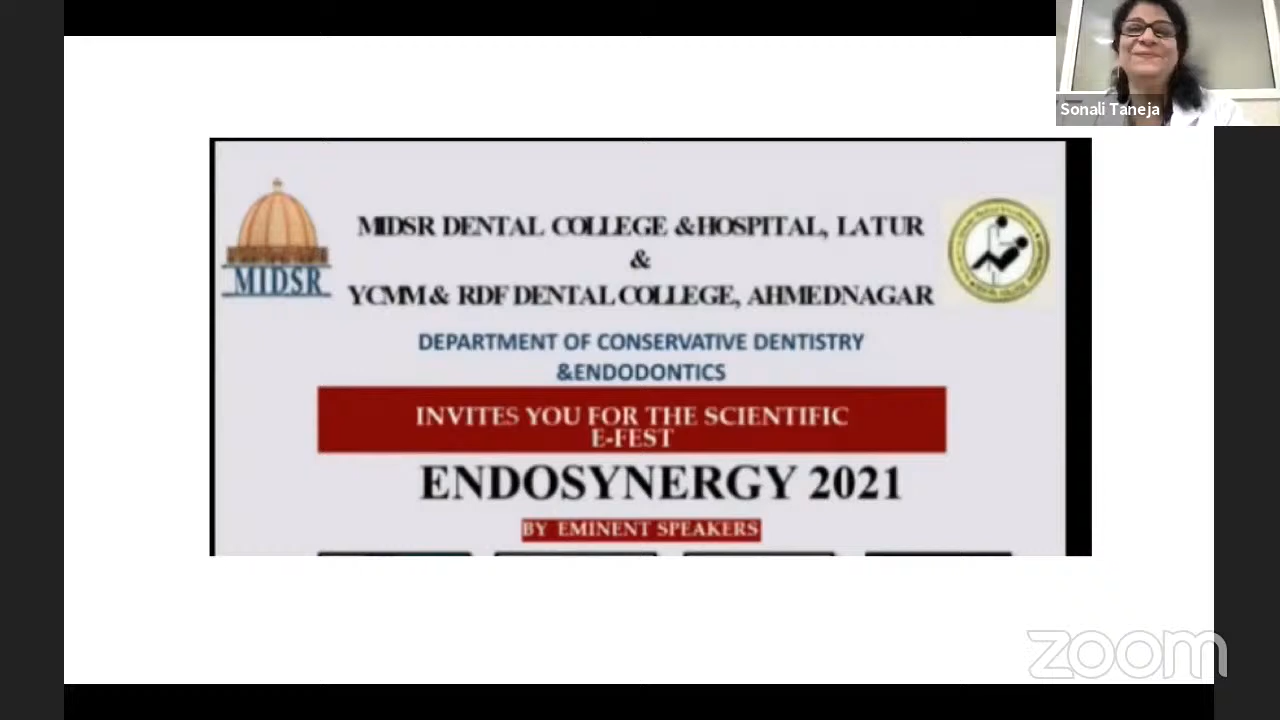 Sonali Taneja
MIDSR DENTAL COLLEGE &HOSPITAL, LATUR
&
YCMM & RDF DENTAL COLLEGE, AHMEDNAGAR
MIDSR
DEPARTMENT OF CONSERVATIVE DENTISTRY
&ENDODONTICS
INVITES YOU FOR THE SCIENTIFIC
E-FEST
ENDOSYNERGY 2021
BY EMINENT SPEAKERS
zoom